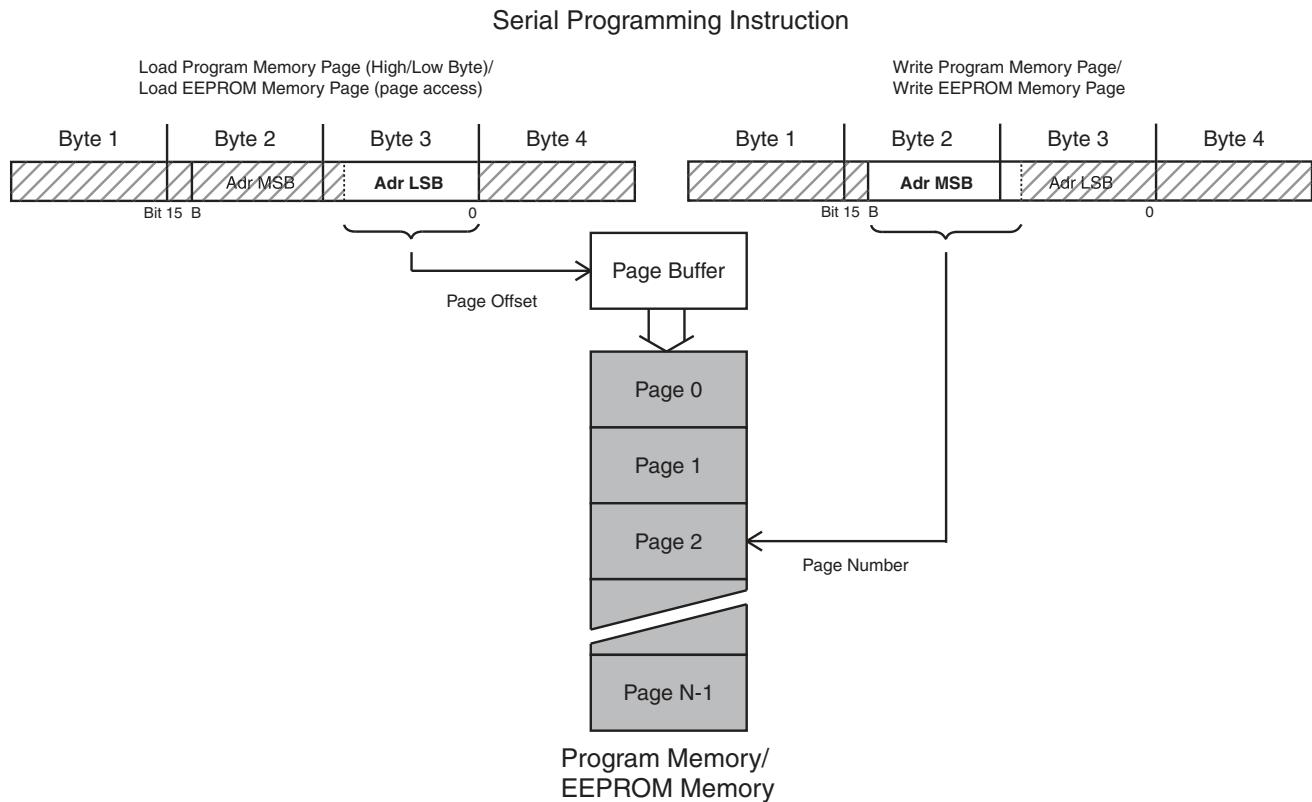 Serial Programming Instruction
Load Program Memory Page (High/Low Byte)/
Load EEPROM Memory Page (page access)
Write Program Memory Page/
Write EEPROM Memory Page
Byte 1 Byte 2 Byte 3 Byte 4
Byte 1 Byte 2 Byte 3 Byte 4
Adr MSB Adr LSB
Adr MSB Adr LSB
Bit 15 B 0
Bit 15 B 0
Page Buffer
Page Offset
Page 0
Page 1
Page 2
Page Number
Page N-1
Program Memory/
EEPROM Memory